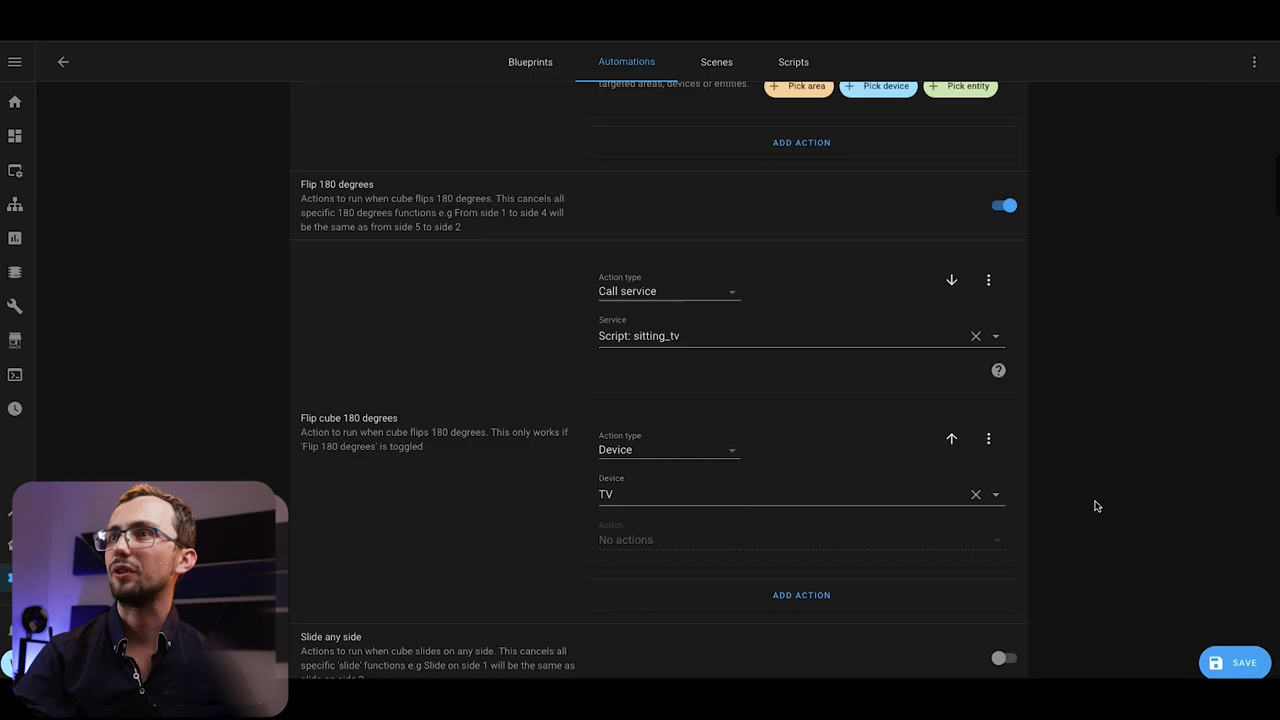 Blueprints
Automations
Scenes
Scripts
targeted areas, devices or entities.
Pick area
Pick device
Pick entity
ADD ACTION
Flip 180 degrees
Actions to run when cube flips 180 degrees. This cancels all
specific 180 degrees functions e.g From side 1 to side 4 will
be the same as from side 5 to side 2
Action type
Call service
Service
Script: sitting_tv
Flip cube 180 degrees
Action to run when cube flips 180 degrees. This only works if
'Flip 180 degrees' is toggled
Action type
Device
Device
TV
Action
No actions
ADD ACTION
Slide any side
Actions to run when cube slides on any side. This cancels all
specific 'slide' functions e.g Slide on side 1 will be the same as
slide on side 2
SAVE